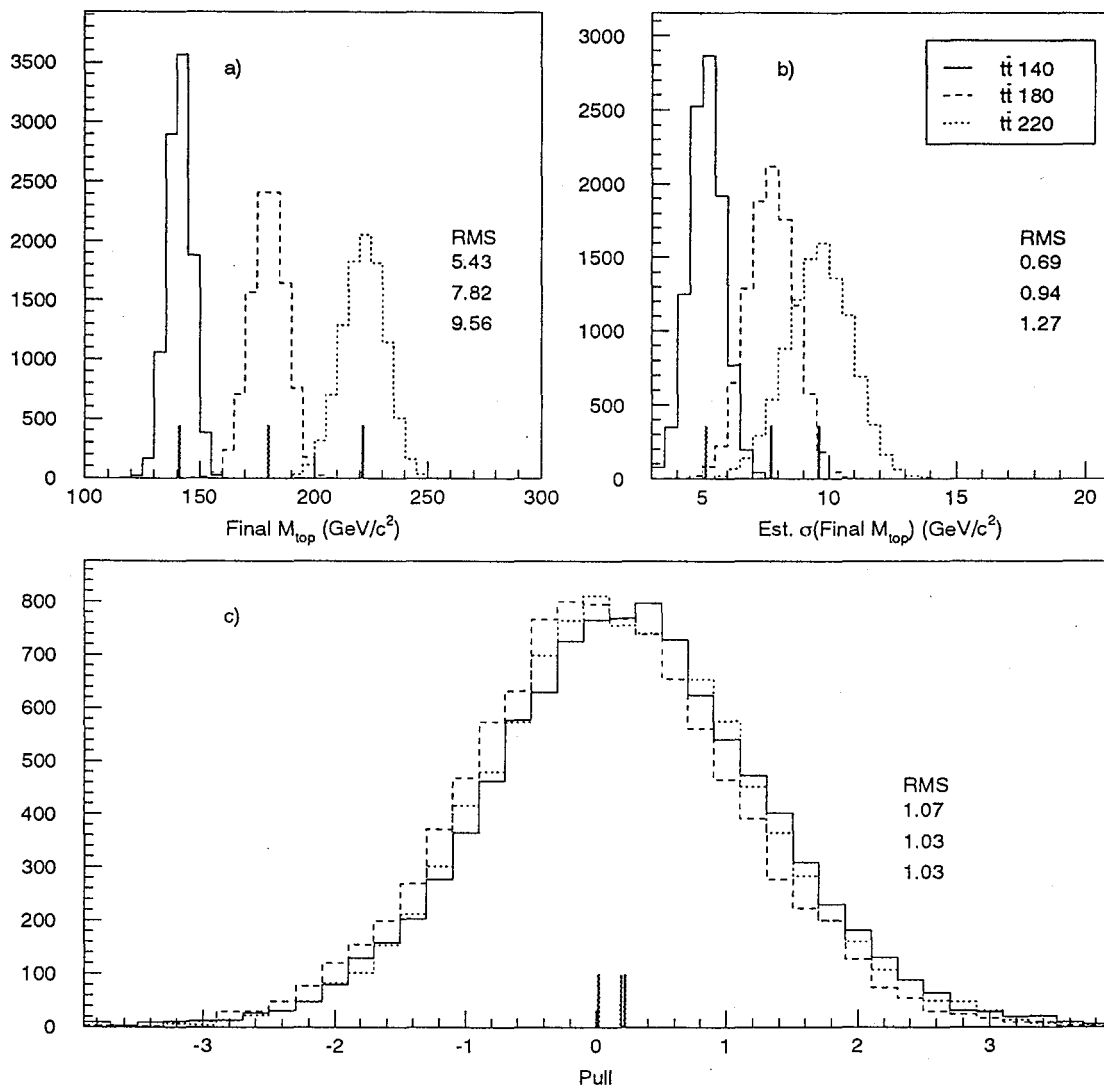 a)
3500
3000
2500
2000
1500
1000
500
0
RMS
5.43
7.82
9.56
100 150 200 250 300
Final M_top (GeV/c²)
b)
3000
2500
2000
1500
1000
500
0
tt̄ 140
tt̄ 180
tt̄ 220
RMS
0.69
0.94
1.27
5 10 15 20
Est. σ(Final M_top) (GeV/c²)
c)
800
700
600
500
400
300
200
100
0
RMS
1.07
1.03
1.03
-3 -2 -1 0 1 2 3
Pull